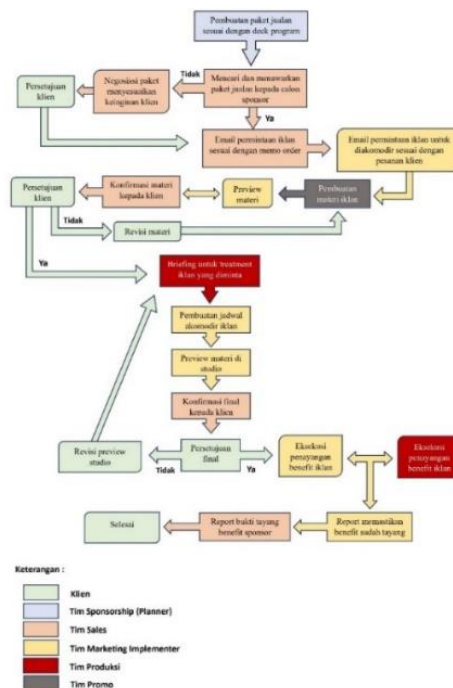 Pembuatan paket jualan
sesuai dengan deck program
Persetujuan
klien
Negosiasi paket
menyesuaikan
keinginan klien
Tidak
Mencari dan menawarkan
paket jualan kepada calon
sponsor
Ya
Email permintaan iklan
sesuai dengan memo order
Email permintaan iklan untuk
diakomodir sesuai dengan
pesanan klien
Persetujuan
klien
Konfirmasi materi
kepada klien
Preview
materi
Pembuatan
materi iklan
Tidak
Revisi materi
Ya
Briefing untuk treatment
iklan yang diminta
Pembuatan jadwal
akomodir iklan
Preview materi di
studio
Konfirmasi final
kepada klien
Revisi preview
studio
Tidak
Persetujuan
final
Ya
Eksekusi
penayangan
benefit iklan
Eksekusi
penayangan
benefit iklan
Selesai
Report bukti tayang
benefit sponsor
Report memastikan
benefit sudah tayang
Keterangan :
Klien
Tim Sponsorship (Planner)
Tim Sales
Tim Marketing Implementer
Tim Produksi
Tim Promo